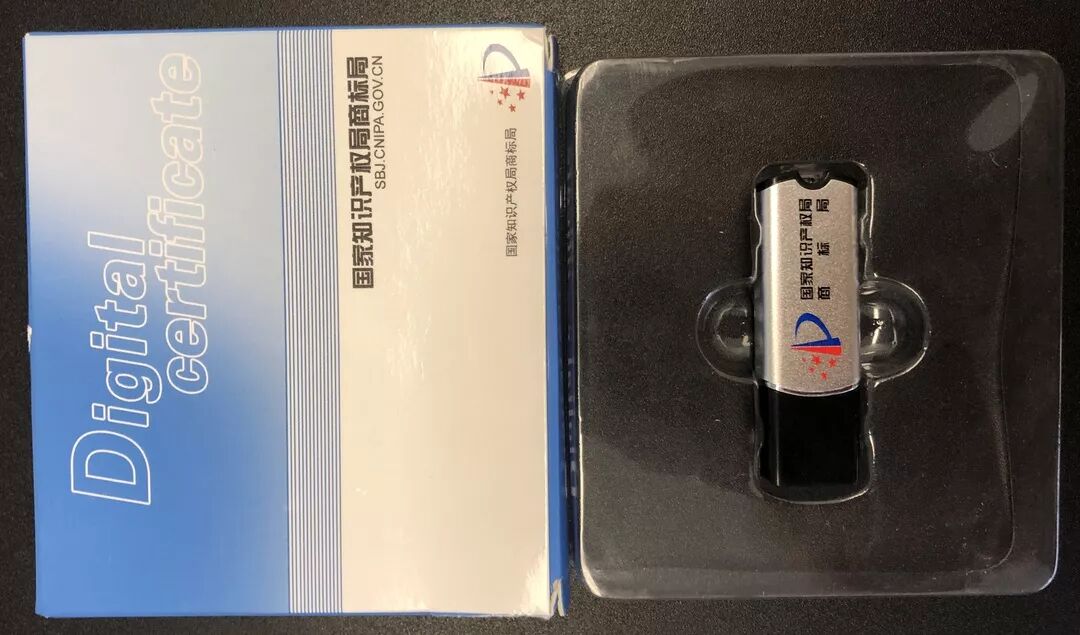 Digital
certificate
国家知识产权局商标局
SBJ.CNIPA.GOV.CN
国家知识产权局商标局
国家知识产权局
商标局